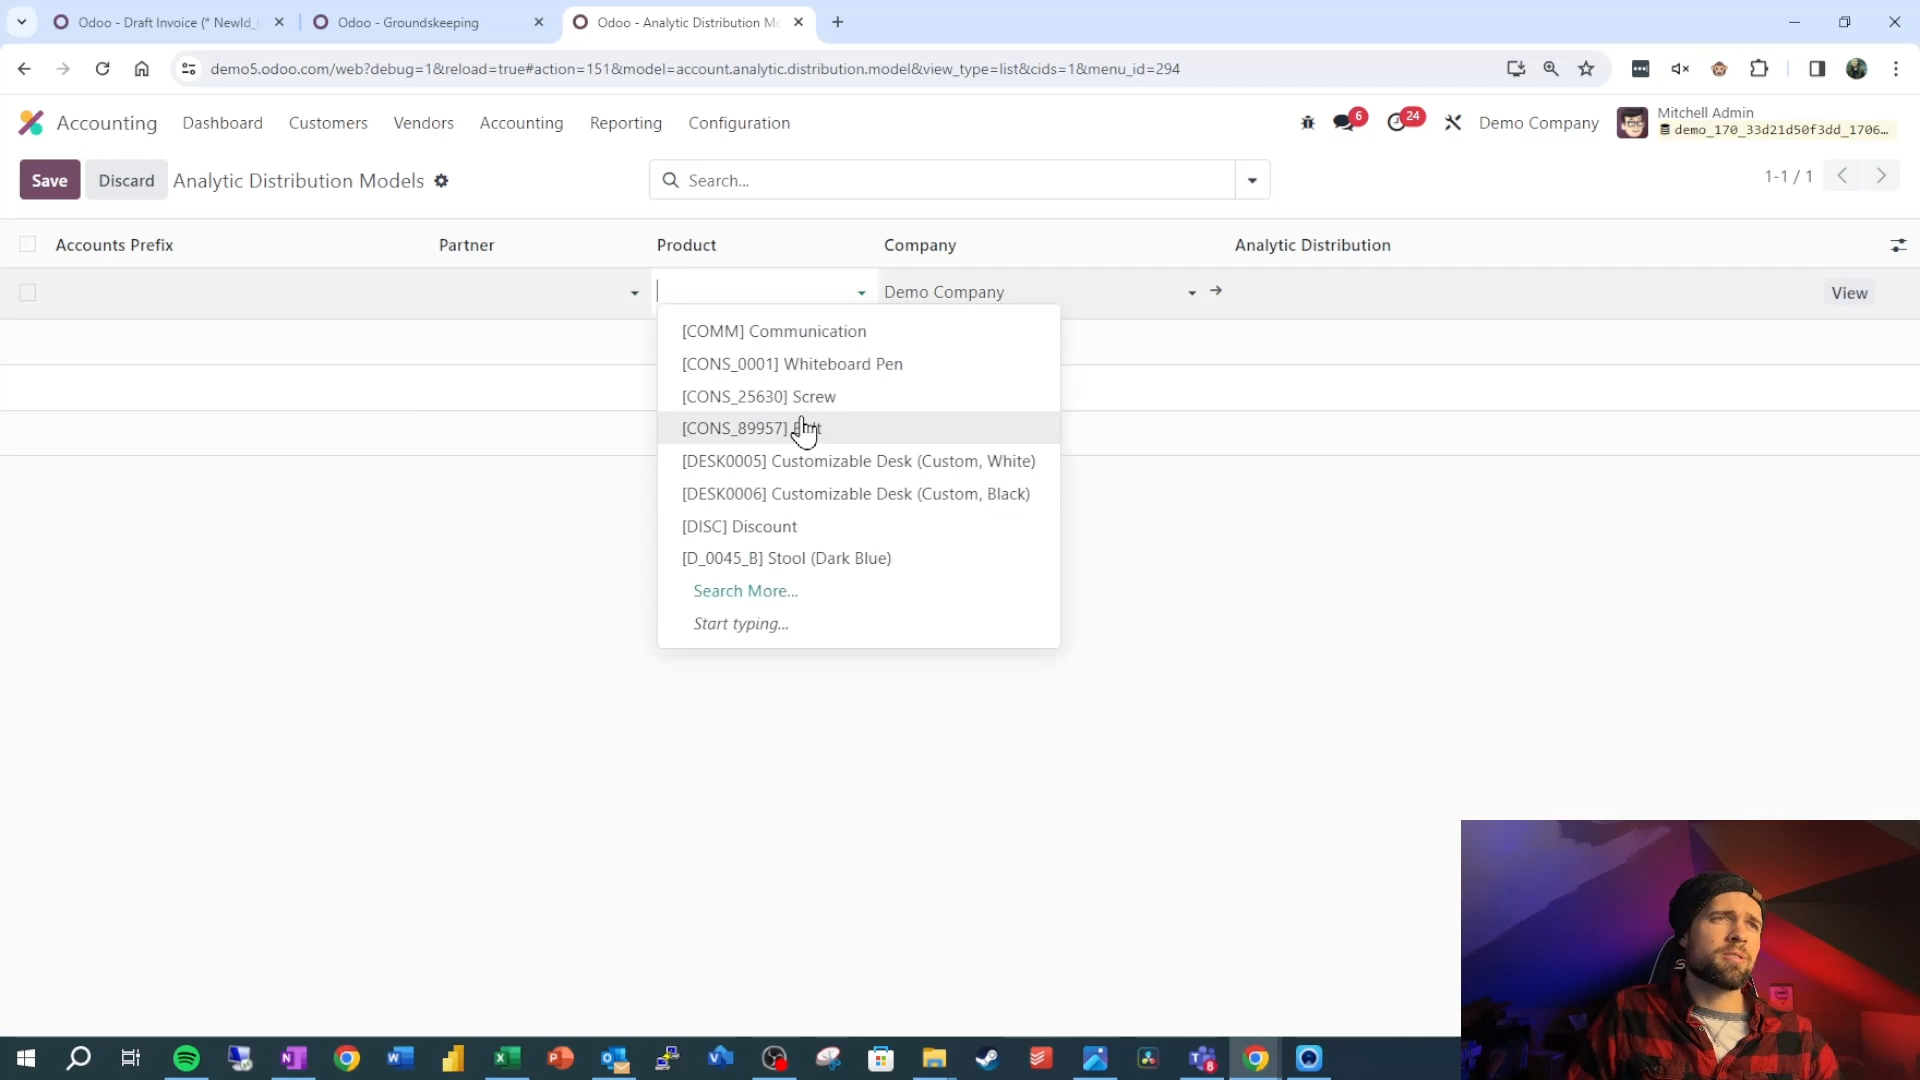 Odoo - Draft Invoice (* NewId_
Odoo - Groundskeeping
Odoo - Analytic Distribution Mo
demo5.odoo.com/web?debug=1&reload=true#action=151&model=account.analytic.distribution.model&view_type=list&cids=1&menu_id=294
Accounting
Dashboard
Customers
Vendors
Accounting
Reporting
Configuration
6
24
Demo Company
Mitchell Admin
demo_170_33d21d50f3dd_1706...
Save
Discard
Analytic Distribution Models
Search...
1-1 / 1
Accounts Prefix
Partner
Product
Company
Analytic Distribution
Demo Company
View
[COMM] Communication
[CONS_0001] Whiteboard Pen
[CONS_25630] Screw
[CONS_89957]
[DESK0005] Customizable Desk (Custom, White)
[DESK0006] Customizable Desk (Custom, Black)
[DISC] Discount
[D_0045_B] Stool (Dark Blue)
Search More...
Start typing...